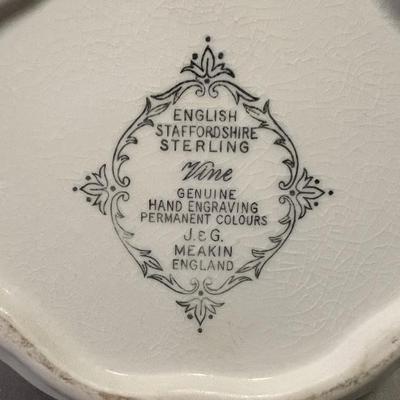 ENGLISH
STAFFORDSHIRE
STERLING
Vine
GENUINE
HAND ENGRAVING
PERMANENT COLOURS
J. & G.
MEAKIN
ENGLAND